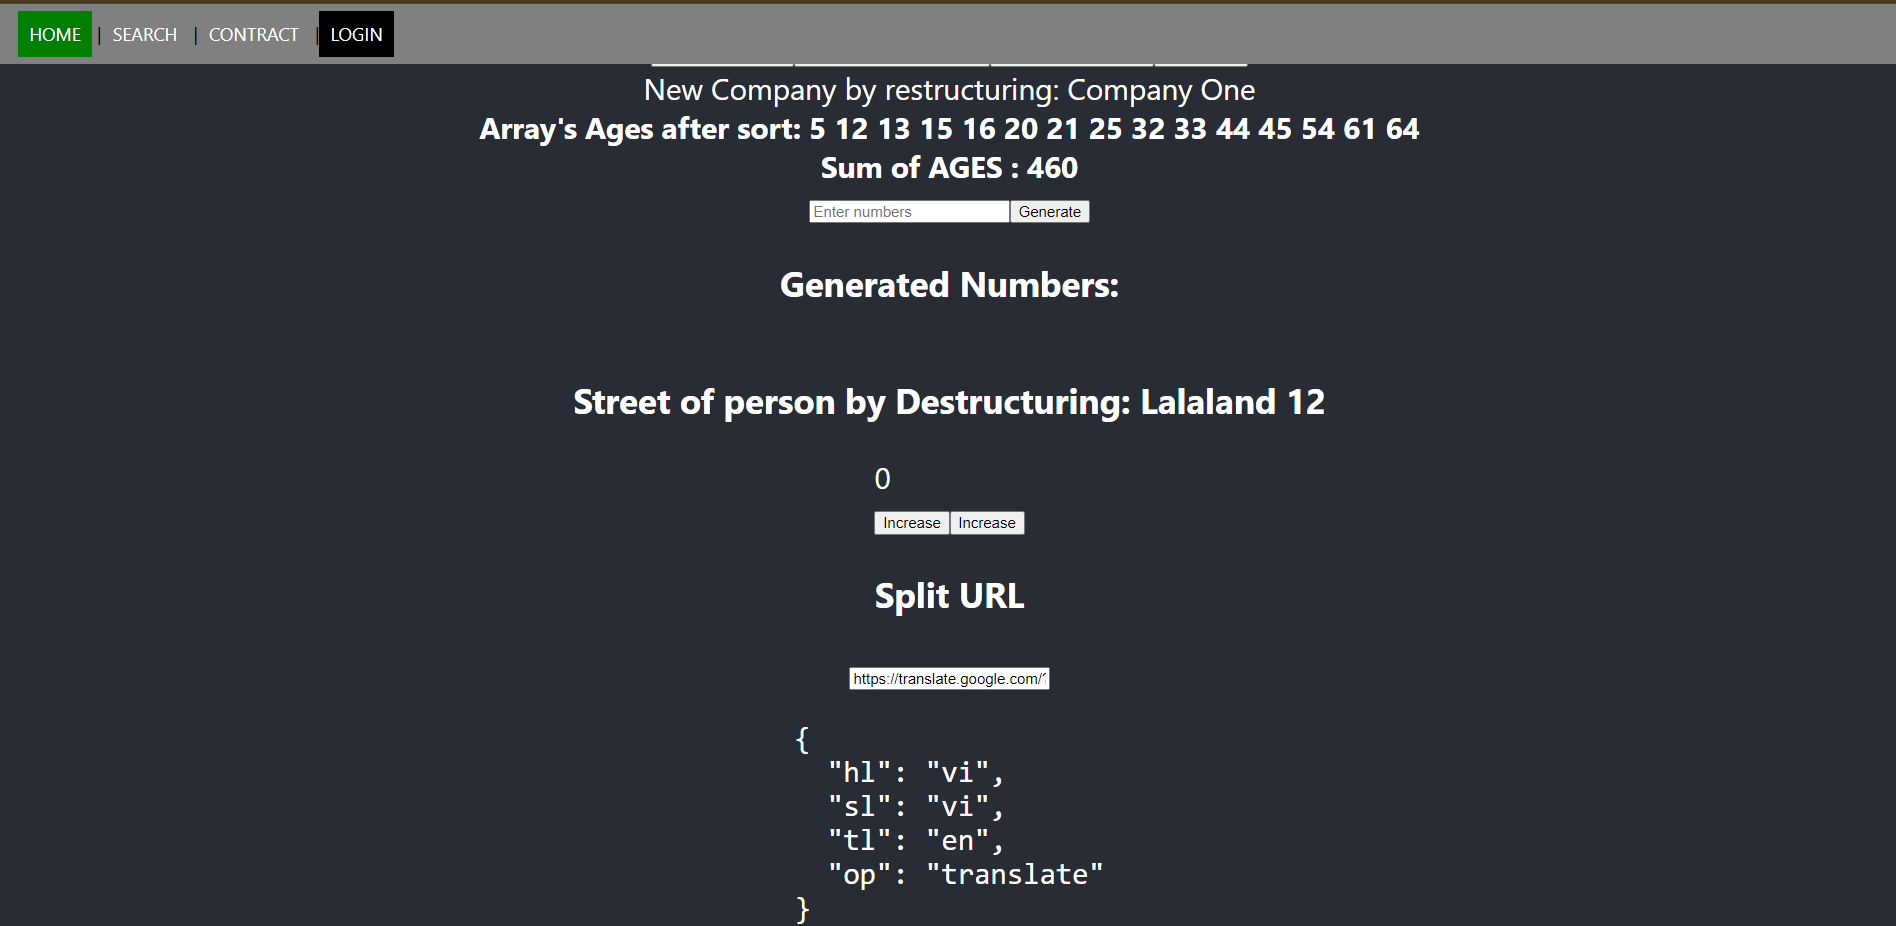 HOME | SEARCH | CONTRACT | LOGIN
New Company by restructuring: Company One
Array's Ages after sort: 5 12 13 15 16 20 21 25 32 33 44 45 54 61 64
Sum of AGES : 460
Enter numbers Generate
Generated Numbers:
Street of person by Destructuring: Lalaland 12
0
Increase Increase
Split URL
https://translate.google.com/?
{
"hl": "vi",
"sl": "vi",
"tl": "en",
"op": "translate"
}